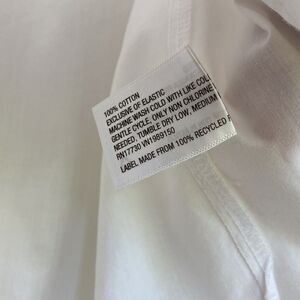 100% COTTON
EXCLUSIVE OF ELASTIC
MACHINE WASH COLD WITH LIKE COL
GENTLE CYCLE, ONLY NON CHLORINE
NEEDED, TUMBLE DRY LOW, MEDIUM
RN17730 VN1989150
LABEL MADE FROM 100% RECYCLED